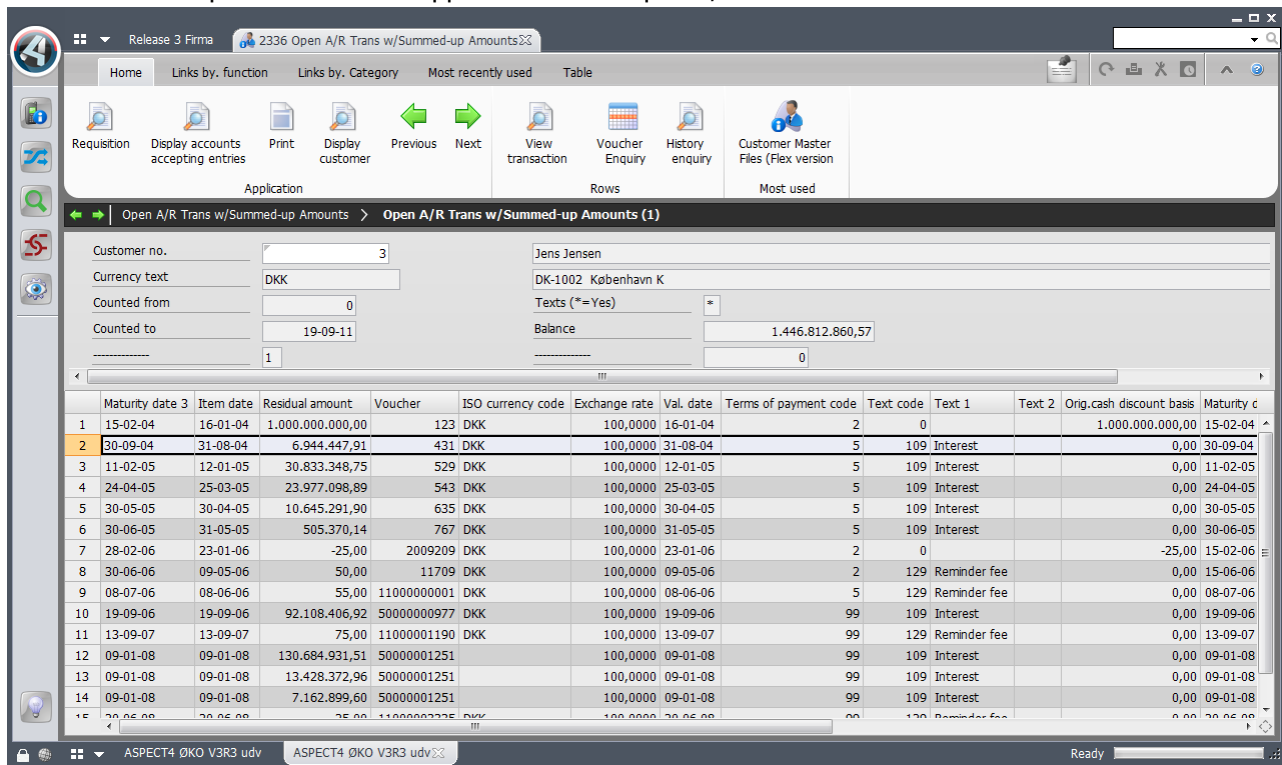 Release 3 Firma 2336 Open A/R Trans w/Summed-up Amounts
Home Links by. function Links by. Category Most recently used Table
Requisition Display accounts accepting entries Print Display customer Previous Next View transaction Voucher Enquiry History enquiry Customer Master Files (Flex version
Application Rows Most used
Open A/R Trans w/Summed-up Amounts > Open A/R Trans w/Summed-up Amounts (1)
Customer no. 3 Jens Jensen
Currency text DKK DK-1002 København K
Counted from 0 Texts (*=Yes) *
Counted to 19-09-11 Balance 1.446.812.860,57
-------------- 1 -------------- 0
Maturity date 3 Item date Residual amount Voucher ISO currency code Exchange rate Val. date Terms of payment code Text code Text 1 Text 2 Orig.cash discount basis Maturity d
1 15-02-04 16-01-04 1.000.000.000,00 123 DKK 100,0000 16-01-04 2 0 1.000.000.000,00 15-02-04
2 30-09-04 31-08-04 6.944.447,91 431 DKK 100,0000 31-08-04 5 109 Interest 0,00 30-09-04
3 11-02-05 12-01-05 30.833.348,75 529 DKK 100,0000 12-01-05 5 109 Interest 0,00 11-02-05
4 24-04-05 25-03-05 23.977.098,89 543 DKK 100,0000 25-03-05 5 109 Interest 0,00 24-04-05
5 30-05-05 30-04-05 10.645.291,90 635 DKK 100,0000 30-04-05 5 109 Interest 0,00 30-05-05
6 30-06-05 31-05-05 505.370,14 767 DKK 100,0000 31-05-05 5 109 Interest 0,00 30-06-05
7 28-02-06 23-01-06 -25,00 2009209 DKK 100,0000 23-01-06 2 0 -25,00 15-02-06
8 30-06-06 09-05-06 50,00 11709 DKK 100,0000 09-05-06 2 129 Reminder fee 0,00 15-06-06
9 08-07-06 08-06-06 55,00 11000000001 DKK 100,0000 08-06-06 5 129 Reminder fee 0,00 08-07-06
10 19-09-06 19-09-06 92.108.406,92 50000000977 DKK 100,0000 19-09-06 99 109 Interest 0,00 19-09-06
11 13-09-07 13-09-07 75,00 11000001190 DKK 100,0000 13-09-07 99 129 Reminder fee 0,00 13-09-07
12 09-01-08 09-01-08 130.684.931,51 50000001251 100,0000 09-01-08 99 109 Interest 0,00 09-01-08
13 09-01-08 09-01-08 13.428.372,96 50000001251 100,0000 09-01-08 99 109 Interest 0,00 09-01-08
14 09-01-08 09-01-08 7.162.899,60 50000001251 100,0000 09-01-08 99 109 Interest 0,00 09-01-08
ASPECT4 ØKO V3R3 udv ASPECT4 ØKO V3R3 udv Ready